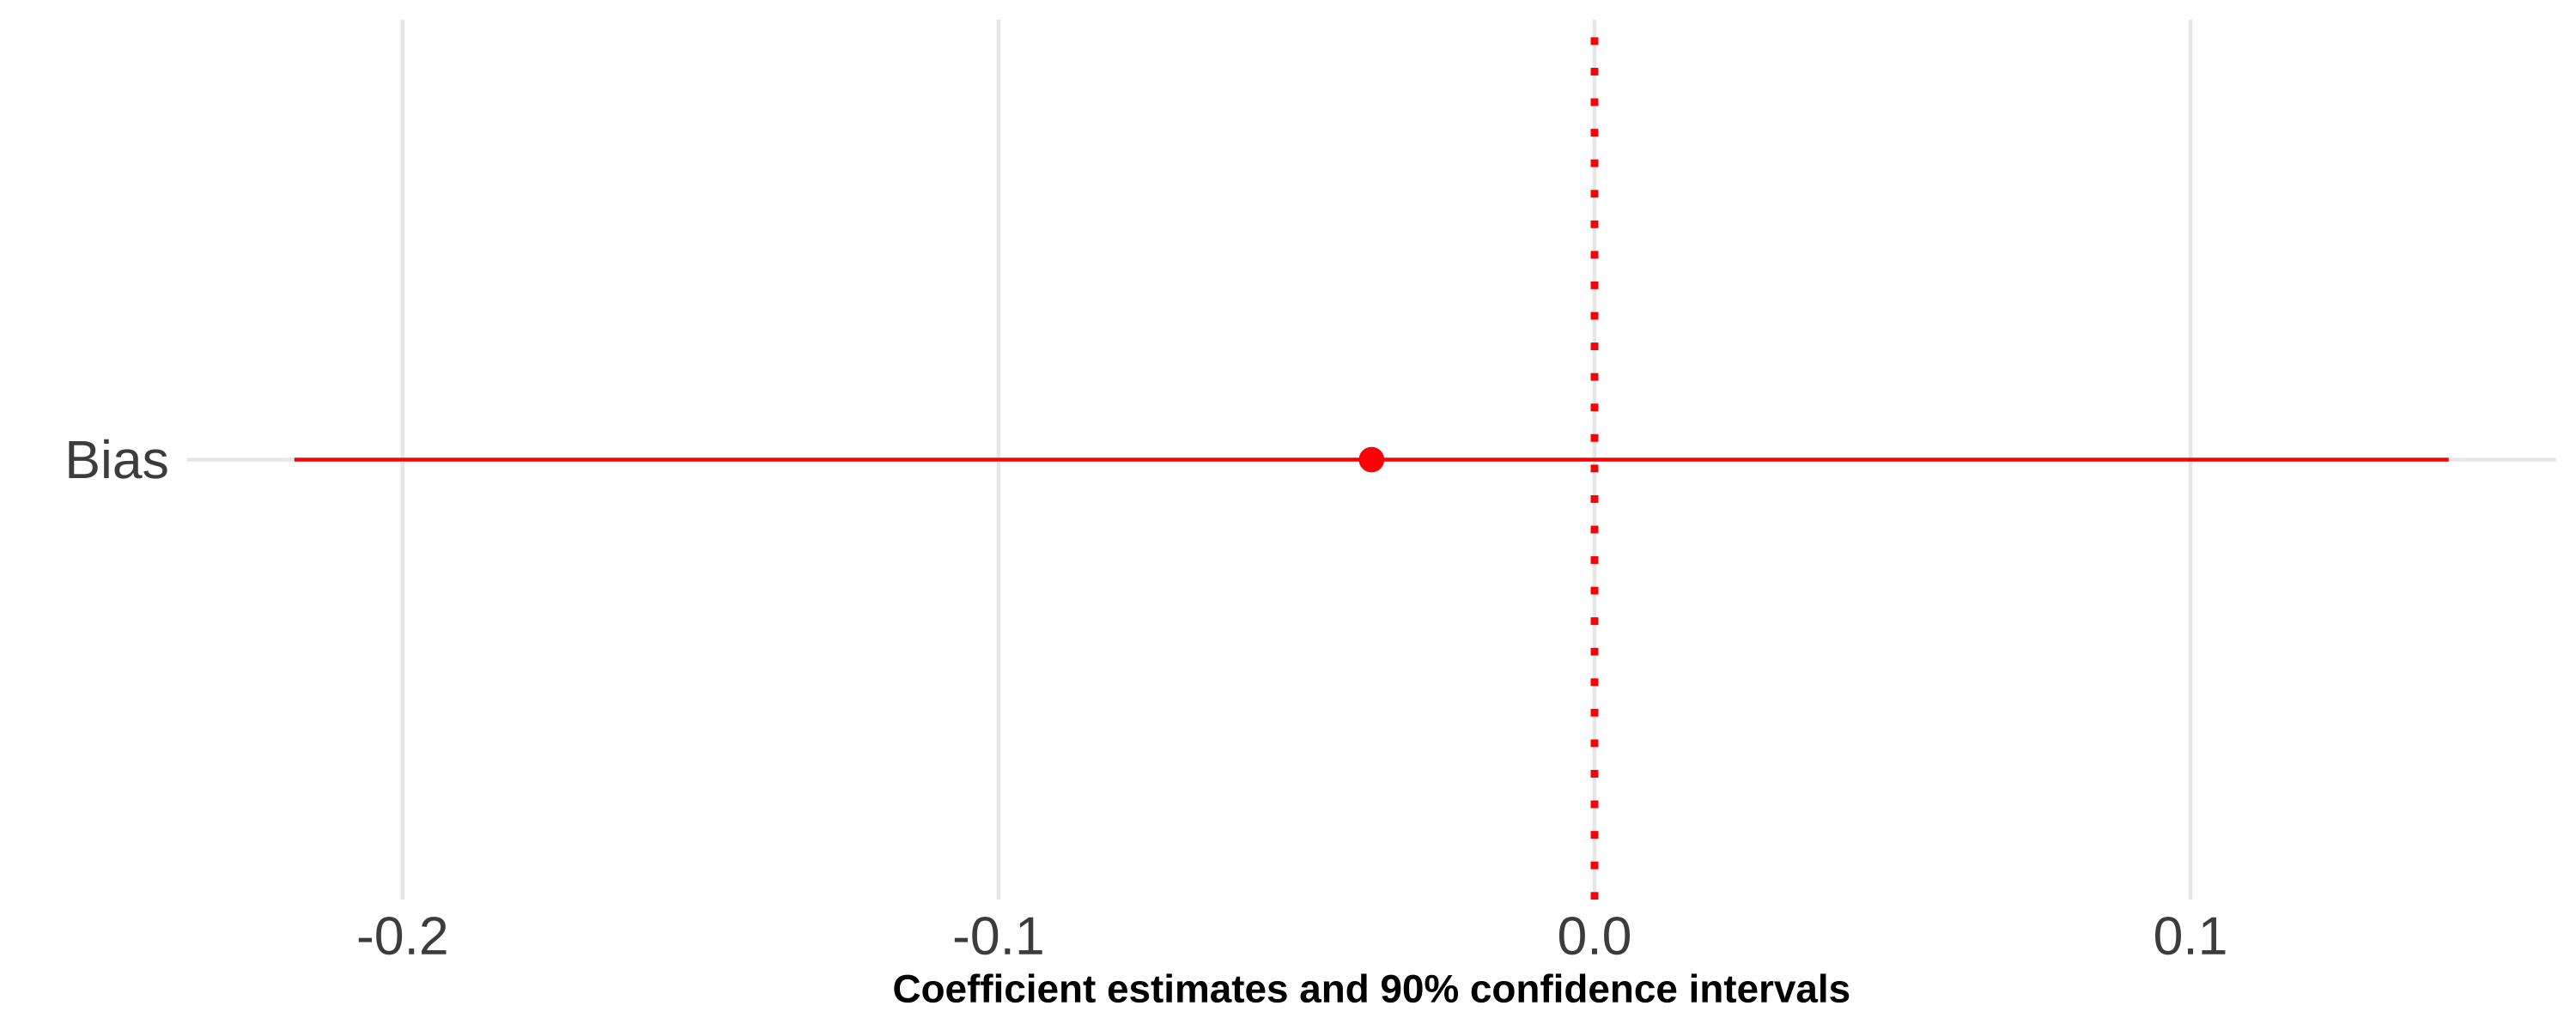 Bias
-0.2 -0.1 0.0 0.1
Coefficient estimates and 90% confidence intervals